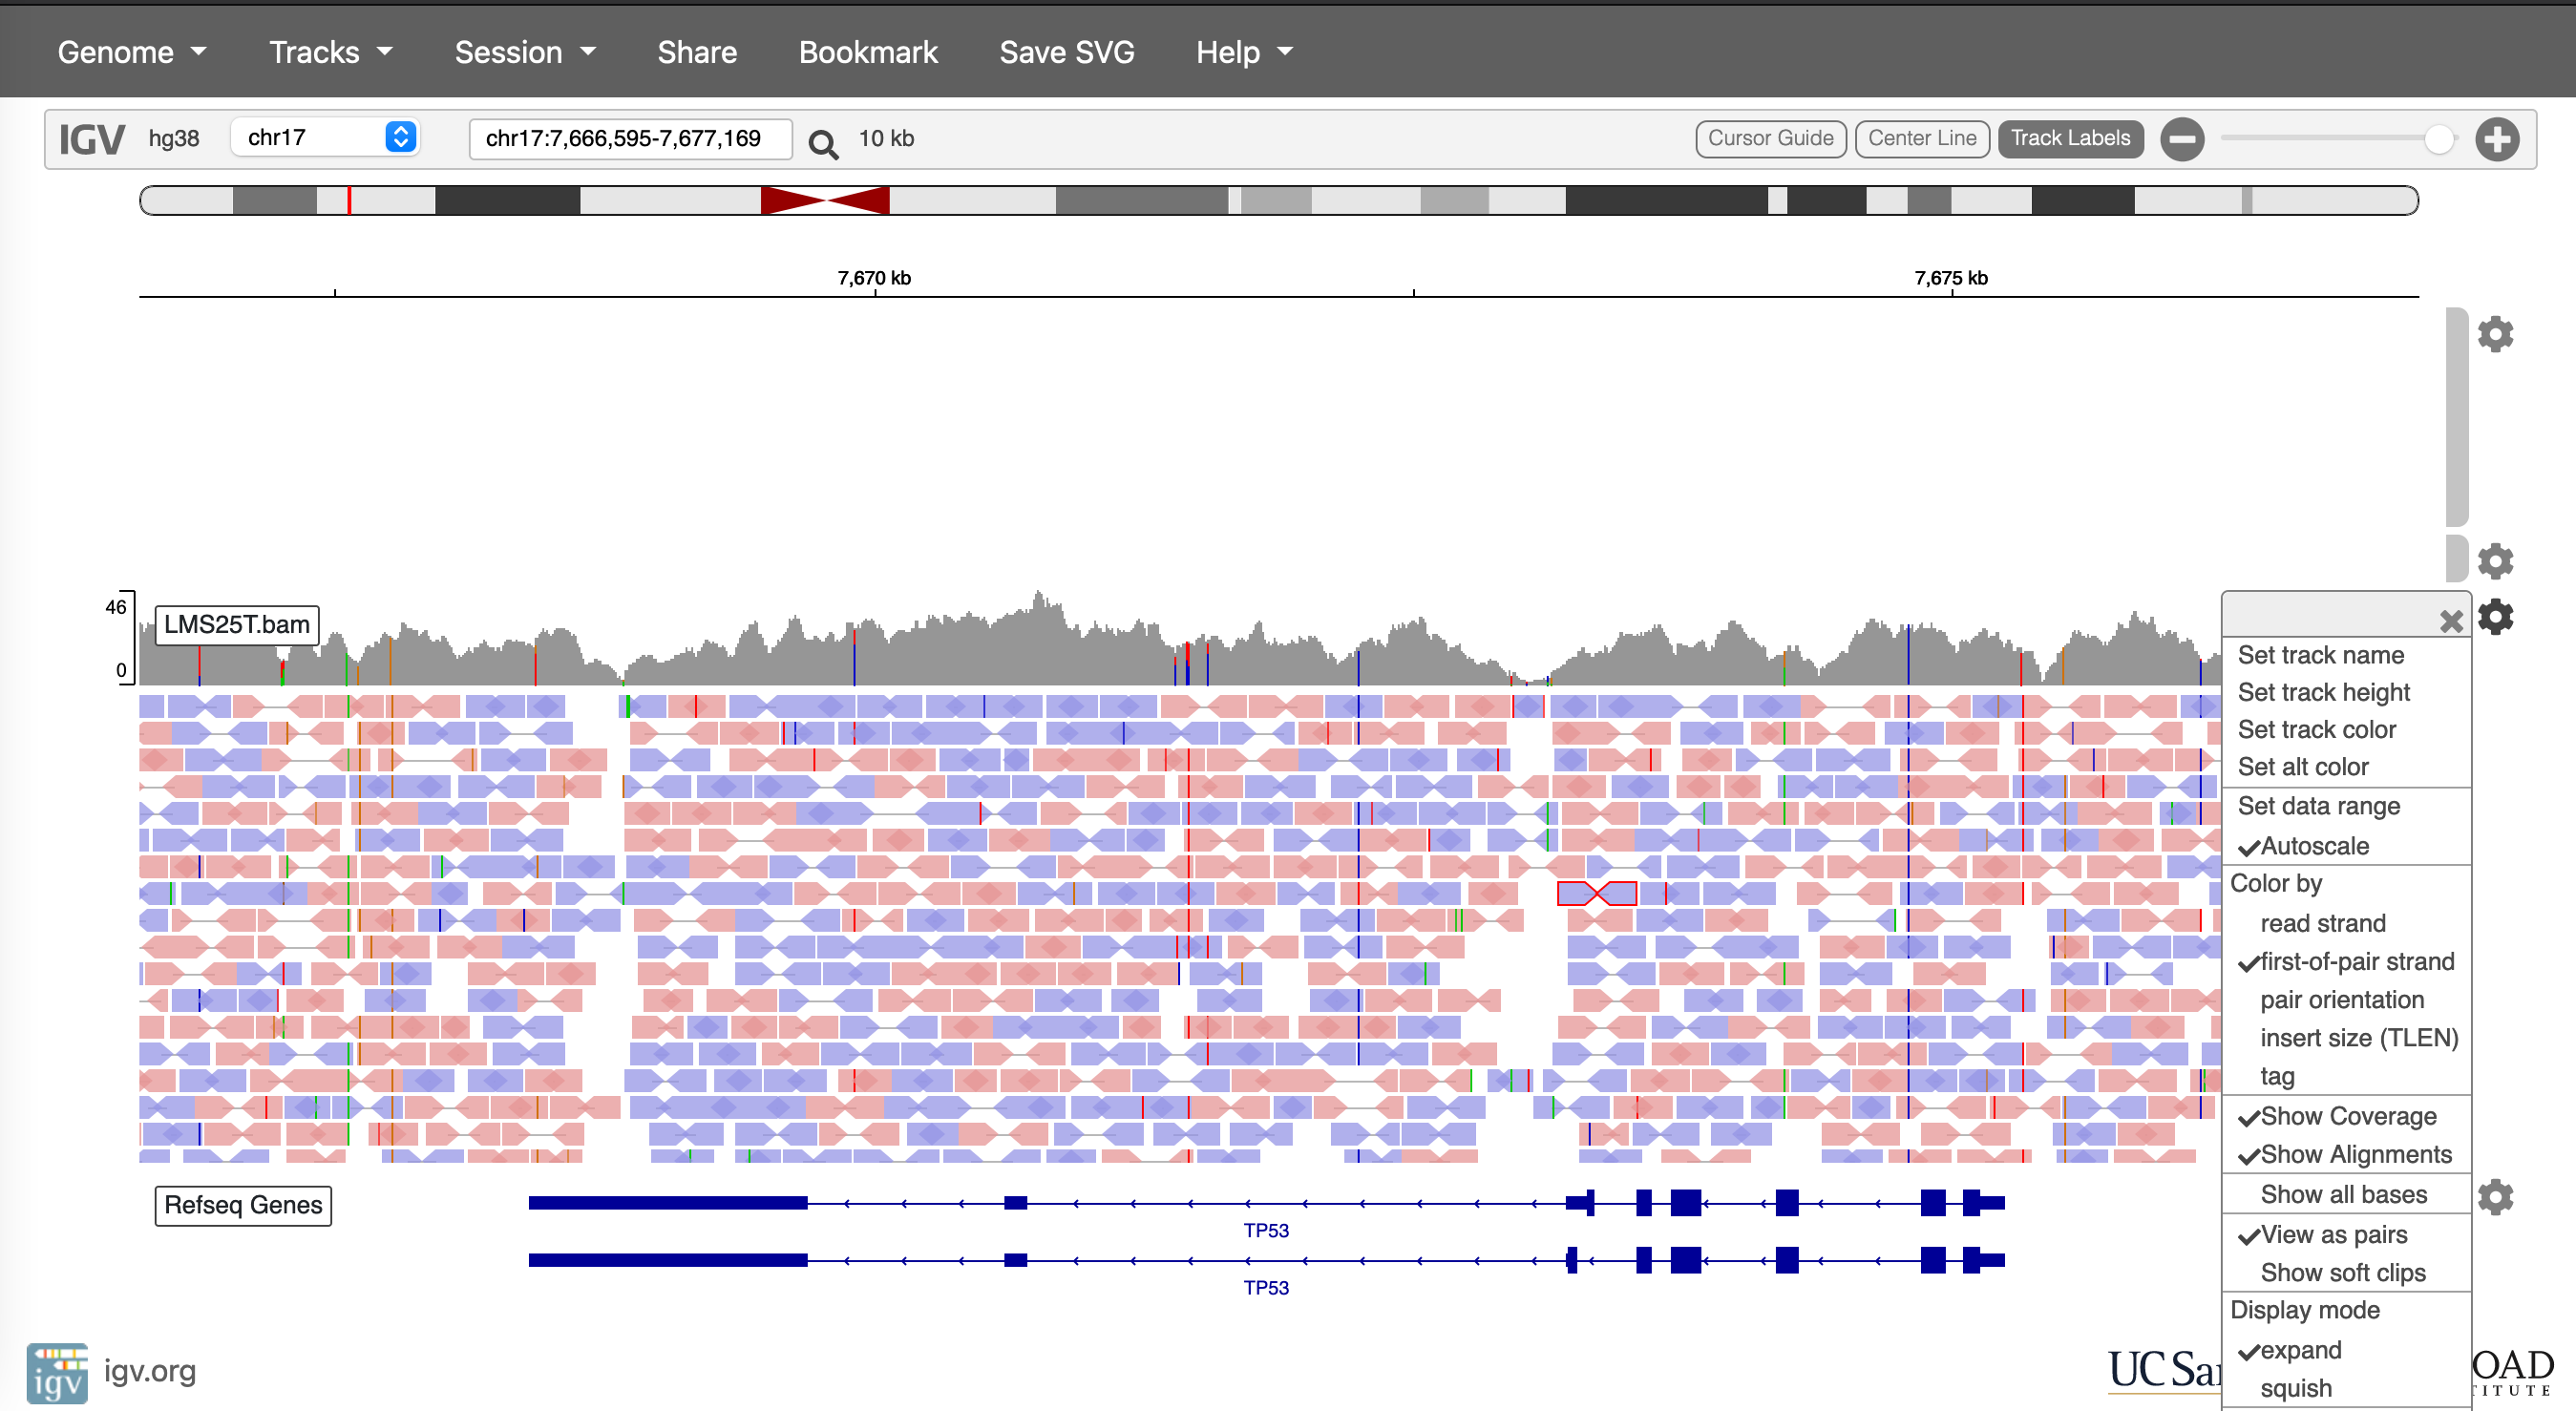 Genome Tracks Session Share Bookmark Save SVG Help
IGV hg38 chr17 chr17:7,666,595-7,677,169 10 kb Cursor Guide Center Line Track Labels
7,670 kb 7,675 kb
46
0
LMS25T.bam
Set track name
Set track height
Set track color
Set alt color
Set data range
Autoscale
Color by
read strand
first-of-pair strand
pair orientation
insert size (TLEN)
tag
Show Coverage
Show Alignments
Show all bases
View as pairs
Show soft clips
Display mode
expand
squish
Refseq Genes
TP53
TP53
igv igv.org
UC Sa OAD
ITUTE